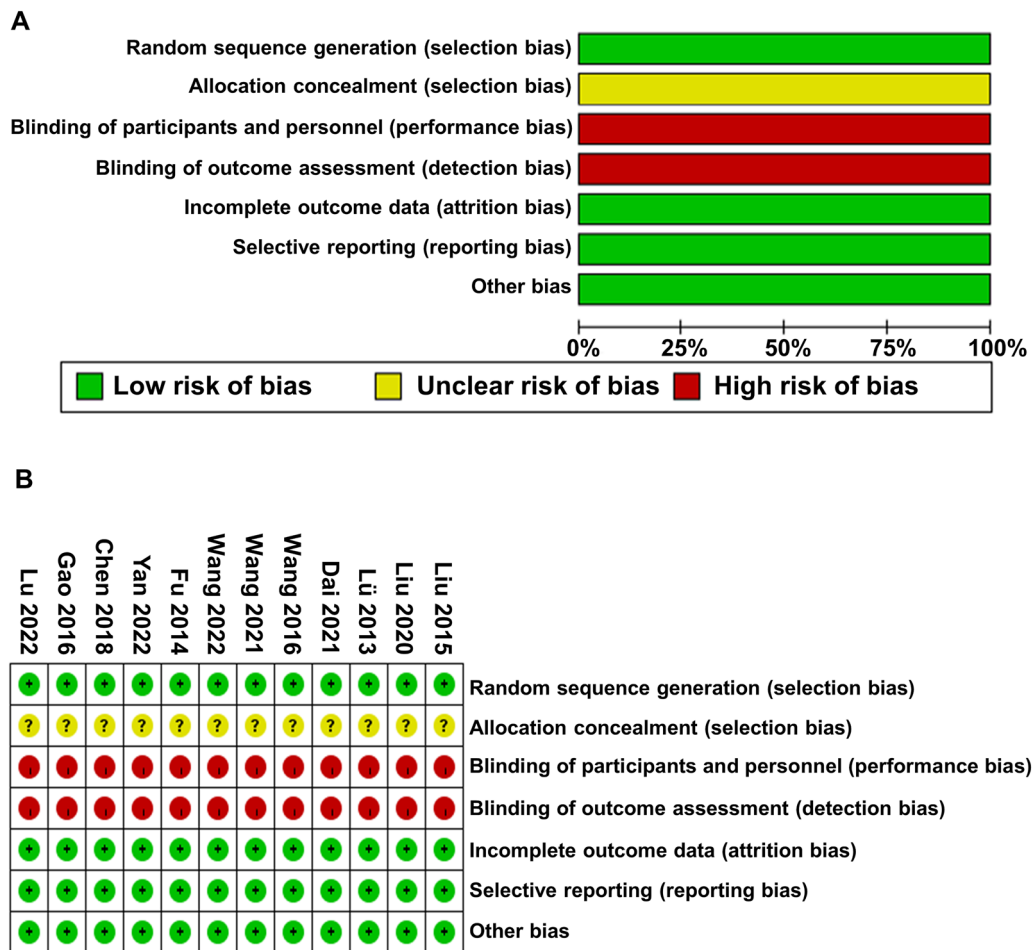 A
Random sequence generation (selection bias)
Allocation concealment (selection bias)
Blinding of participants and personnel (performance bias)
Blinding of outcome assessment (detection bias)
Incomplete outcome data (attrition bias)
Selective reporting (reporting bias)
Other bias
0% 25% 50% 75% 100%
Low risk of bias Unclear risk of bias High risk of bias
B
Lu 2022
Gao 2016
Chen 2018
Yan 2022
Fu 2014
Wang 2022
Wang 2021
Wang 2016
Dai 2021
Lü 2013
Liu 2020
Liu 2015
+ + + + + + + + + + + + Random sequence generation (selection bias)
? ? ? ? ? ? ? ? ? ? ? ? Allocation concealment (selection bias)
- - - - - - - - - - - - Blinding of participants and personnel (performance bias)
- - - - - - - - - - - - Blinding of outcome assessment (detection bias)
+ + + + + + + + + + + + Incomplete outcome data (attrition bias)
+ + + + + + + + + + + + Selective reporting (reporting bias)
+ + + + + + + + + + + + Other bias